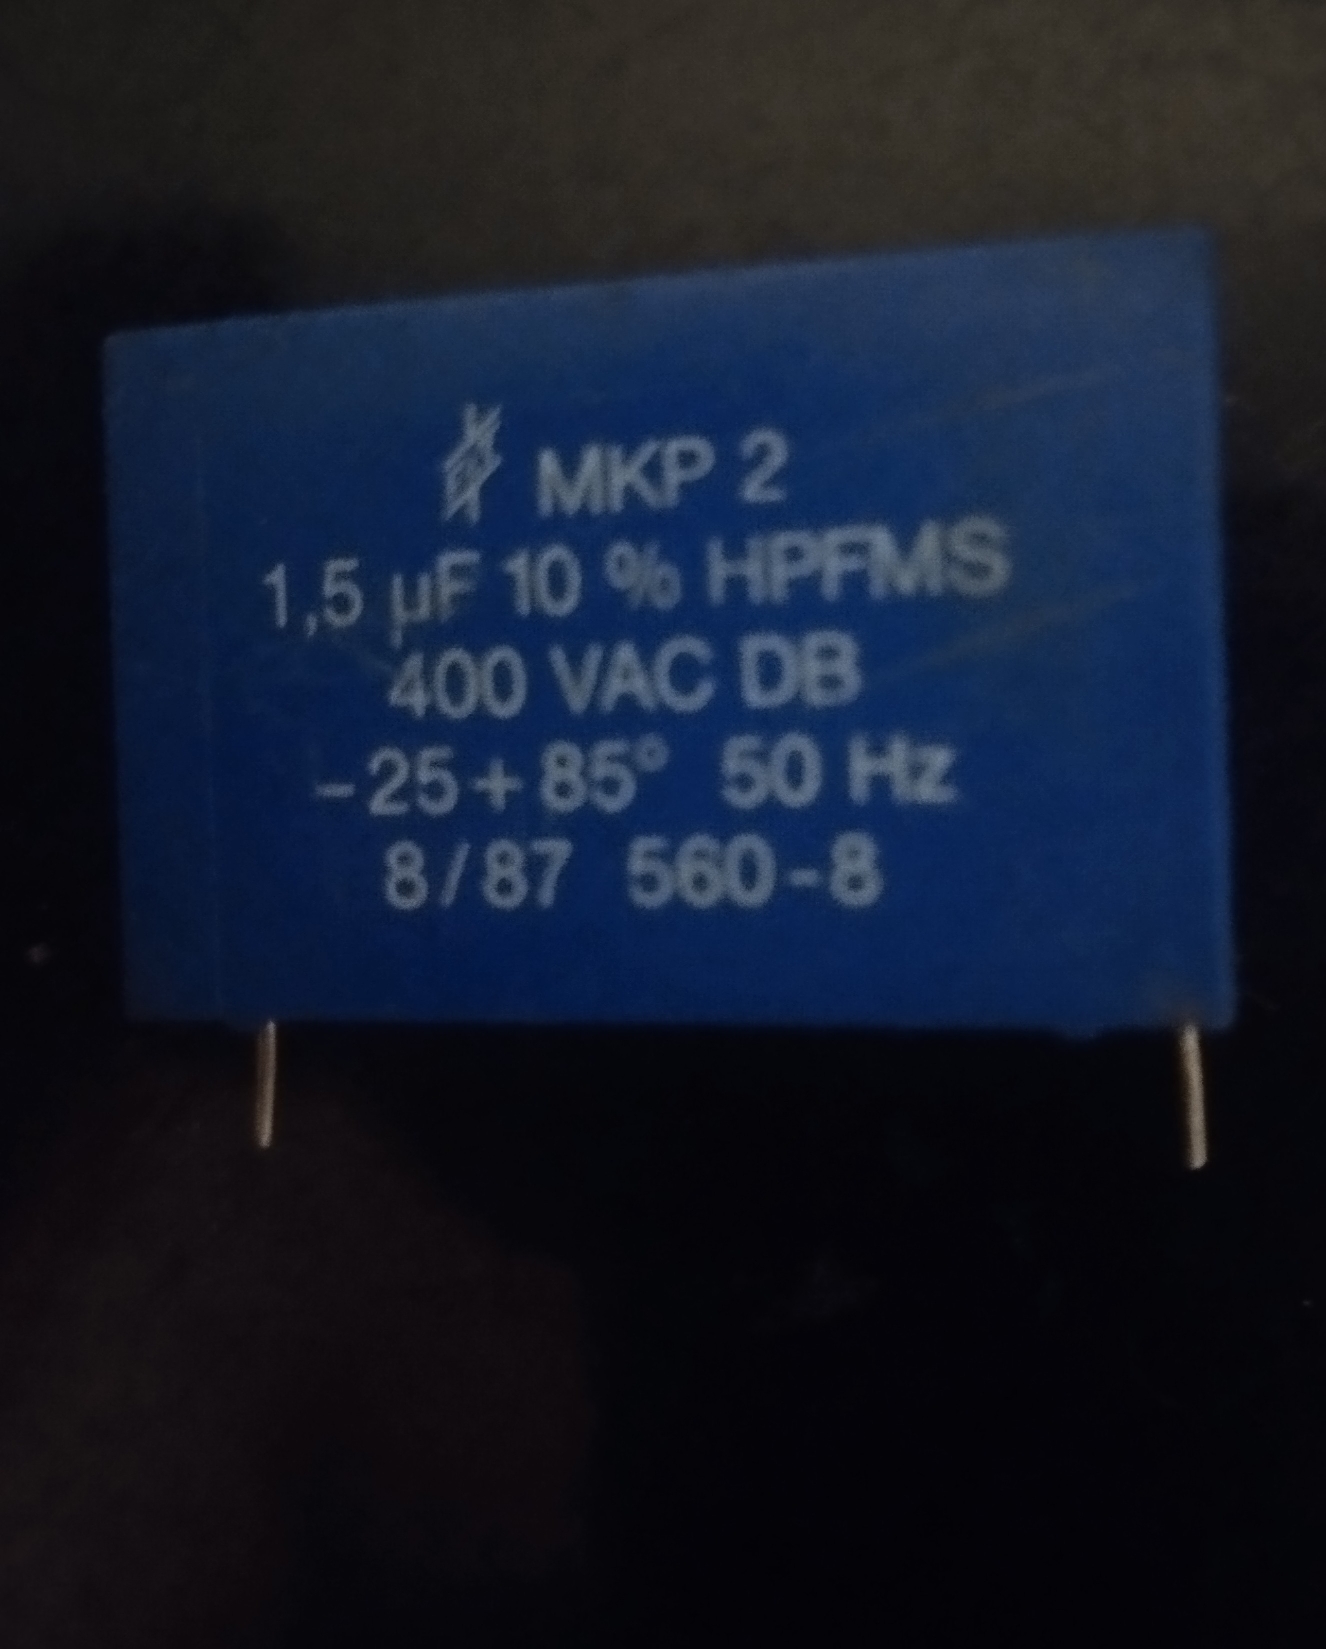 MKP 2
1,5 µF 10 % HPFMS
400 VAC DB
-25+85° 50 Hz
8/87 560-8